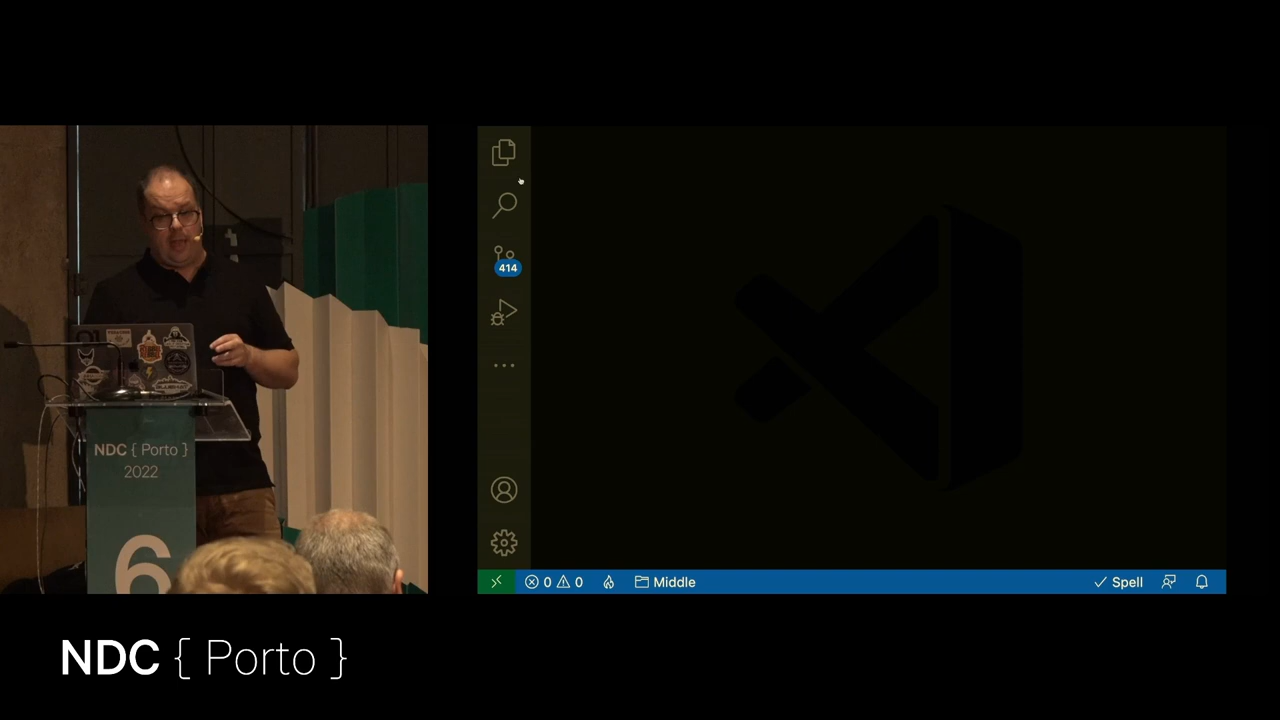 414
NDC { Porto }
2022
6
0 0 Middle
Spell
NDC { Porto }